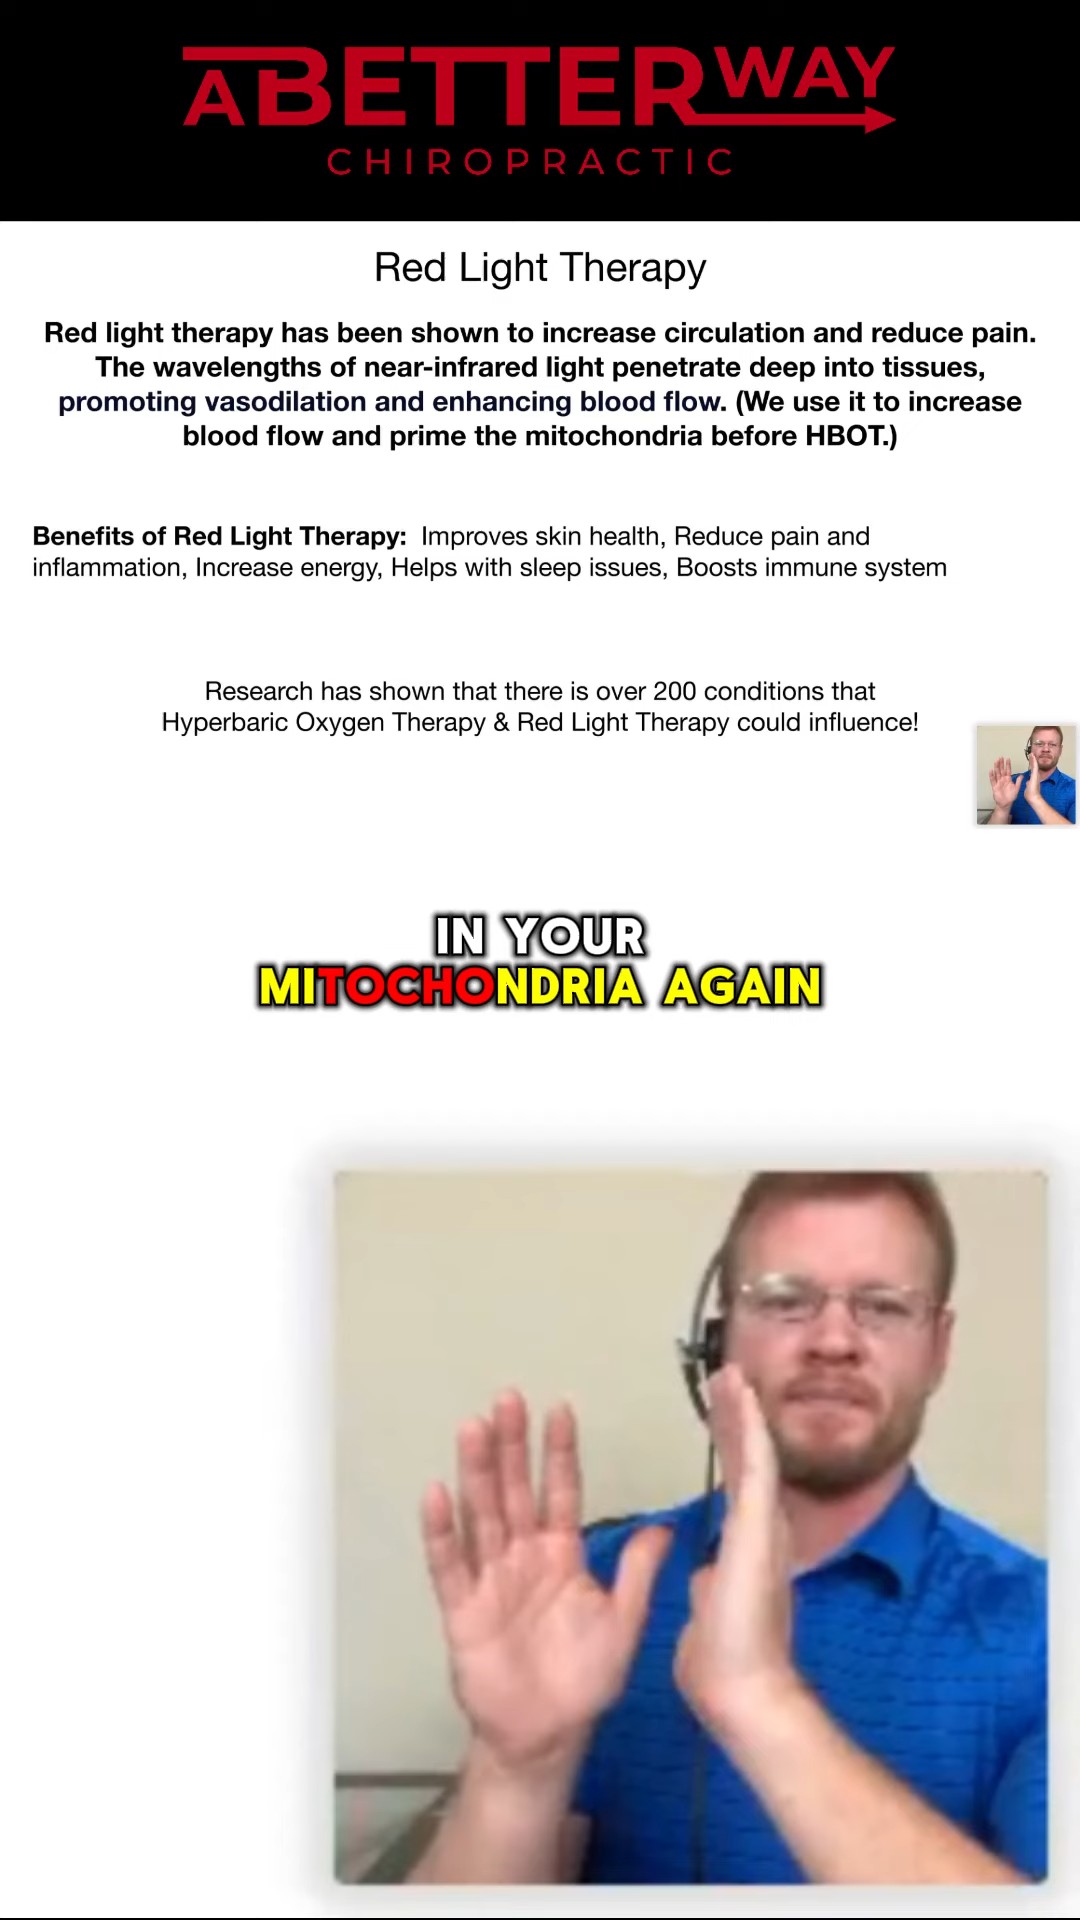 A BETTER WAY
CHIROPRACTIC
Red Light Therapy
Red light therapy has been shown to increase circulation and reduce pain.
The wavelengths of near-infrared light penetrate deep into tissues,
promoting vasodilation and enhancing blood flow. (We use it to increase
blood flow and prime the mitochondria before HBOT.)
Benefits of Red Light Therapy: Improves skin health, Reduce pain and
inflammation, Increase energy, Helps with sleep issues, Boosts immune system
Research has shown that there is over 200 conditions that
Hyperbaric Oxygen Therapy & Red Light Therapy could influence!
IN YOUR
MITOCHONDRIA AGAIN